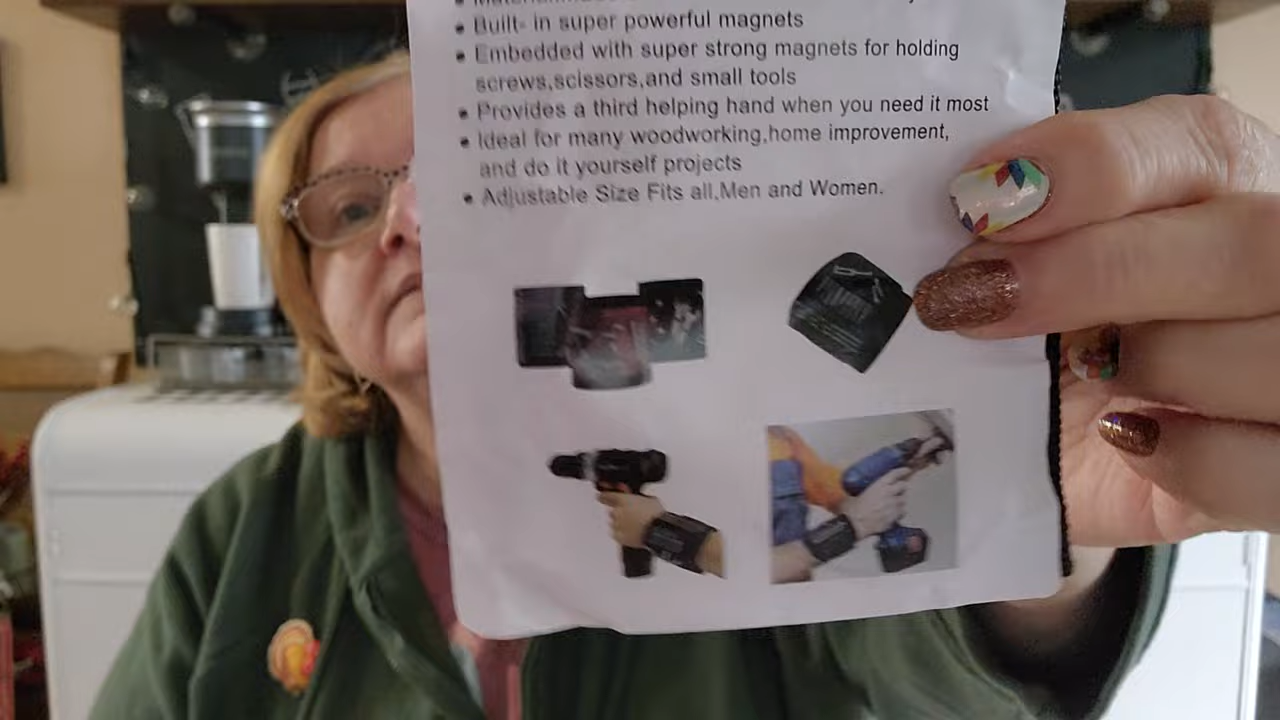 • Built- in super powerful magnets
• Embedded with super strong magnets for holding
screws,scissors,and small tools
• Provides a third helping hand when you need it most
• Ideal for many woodworking,home improvement,
and do it yourself projects
• Adjustable Size Fits all,Men and Women.